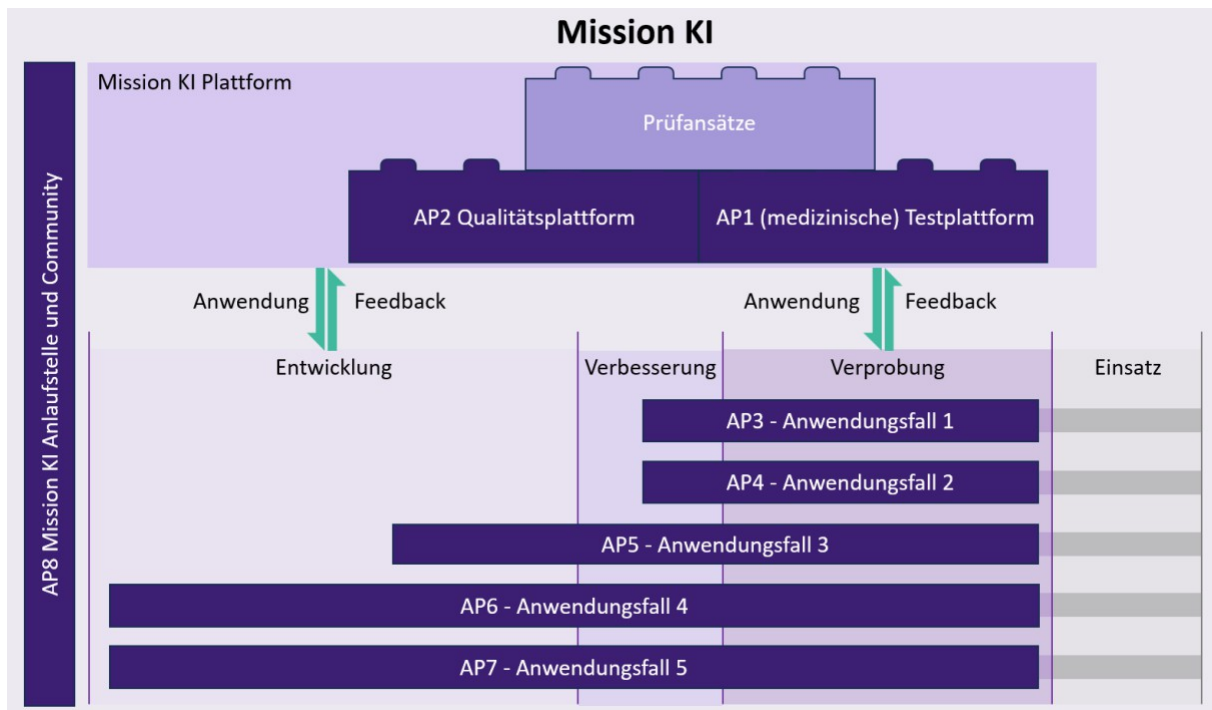 Mission KI
AP8 Mission KI Anlaufstelle und Community
Mission KI Plattform
Prüfansätze
AP2 Qualitätsplattform
AP1 (medizinische) Testplattform
Anwendung
Feedback
Anwendung
Feedback
Entwicklung
Verbesserung
Verprobung
Einsatz
AP3 - Anwendungsfall 1
AP4 - Anwendungsfall 2
AP5 - Anwendungsfall 3
AP6 - Anwendungsfall 4
AP7 - Anwendungsfall 5